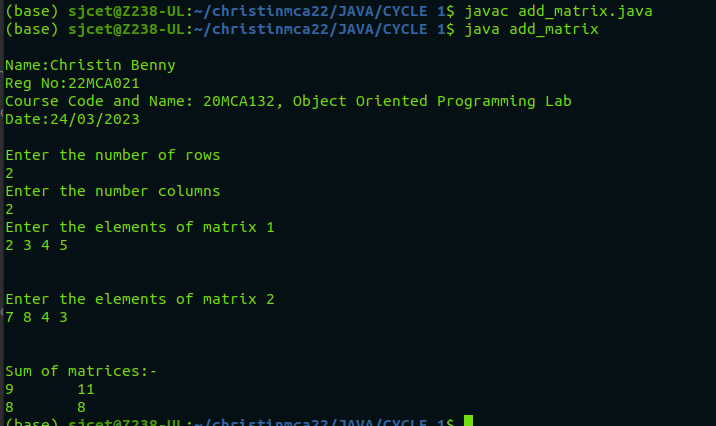 (base) sjcet@Z238-UL:~/christinmca22/JAVA/CYCLE 1$ javac add_matrix.java
(base) sjcet@Z238-UL:~/christinmca22/JAVA/CYCLE 1$ java add_matrix
Name:Christin Benny
Reg No:22MCA021
Course Code and Name: 20MCA132, Object Oriented Programming Lab
Date:24/03/2023
Enter the number of rows
2
Enter the number columns
2
Enter the elements of matrix 1
2 3 4 5
Enter the elements of matrix 2
7 8 4 3
Sum of matrices:-
9 11
8 8
(base) sjcet@Z238-UL:~/christinmca22/JAVA/CYCLE 1$